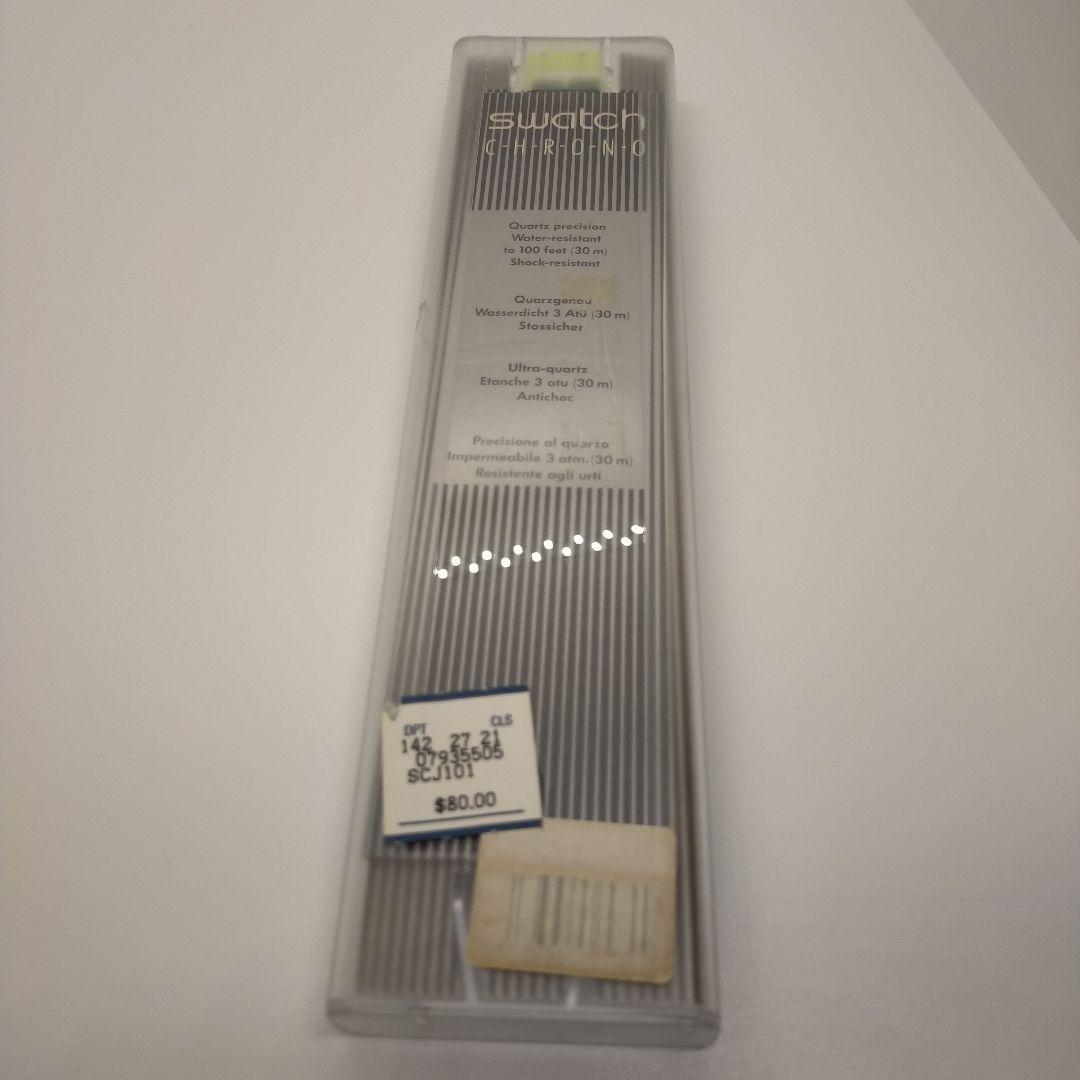 swatch
C-H-R-O-N-O
Quartz precision
Water-resistant
to 100 feet (30 m)
Shock-resistant
Quarzgenau
Wasserdicht 3 Atü (30 m)
Stossicher
Ultra-quartz
Etanche 3 atu (30 m)
Antichoc
Precisione al quarzo
Impermeabile 3 atm. (30 m)
Resistente agli urti
DPT CLS
142 27 21
07935505
SCJ101
$80.00